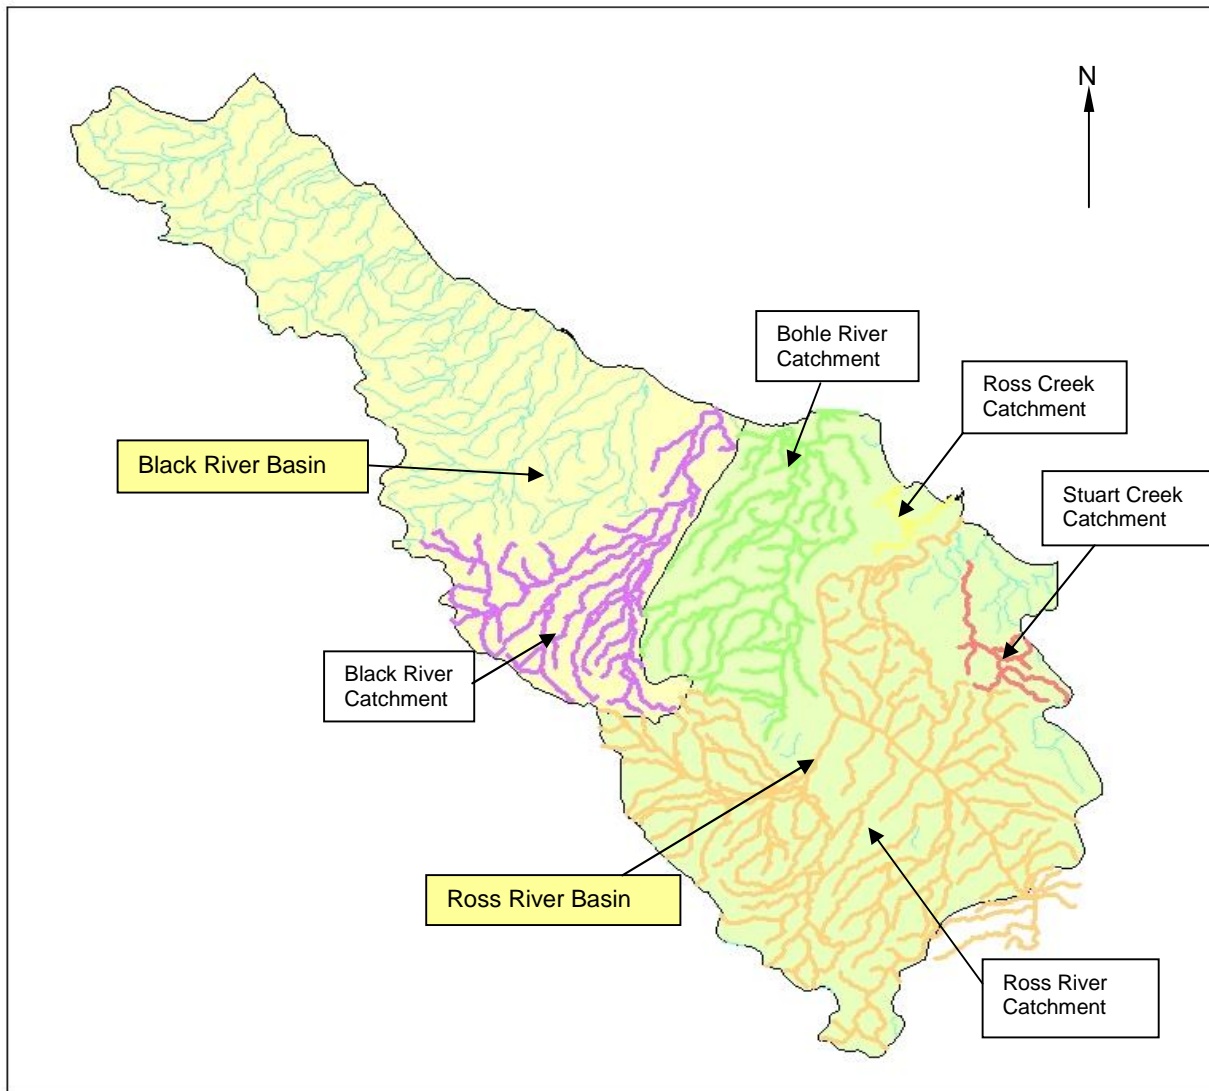 N
Bohle River
Catchment
Ross Creek
Catchment
Black River Basin
Stuart Creek
Catchment
Black River
Catchment
Ross River Basin
Ross River
Catchment